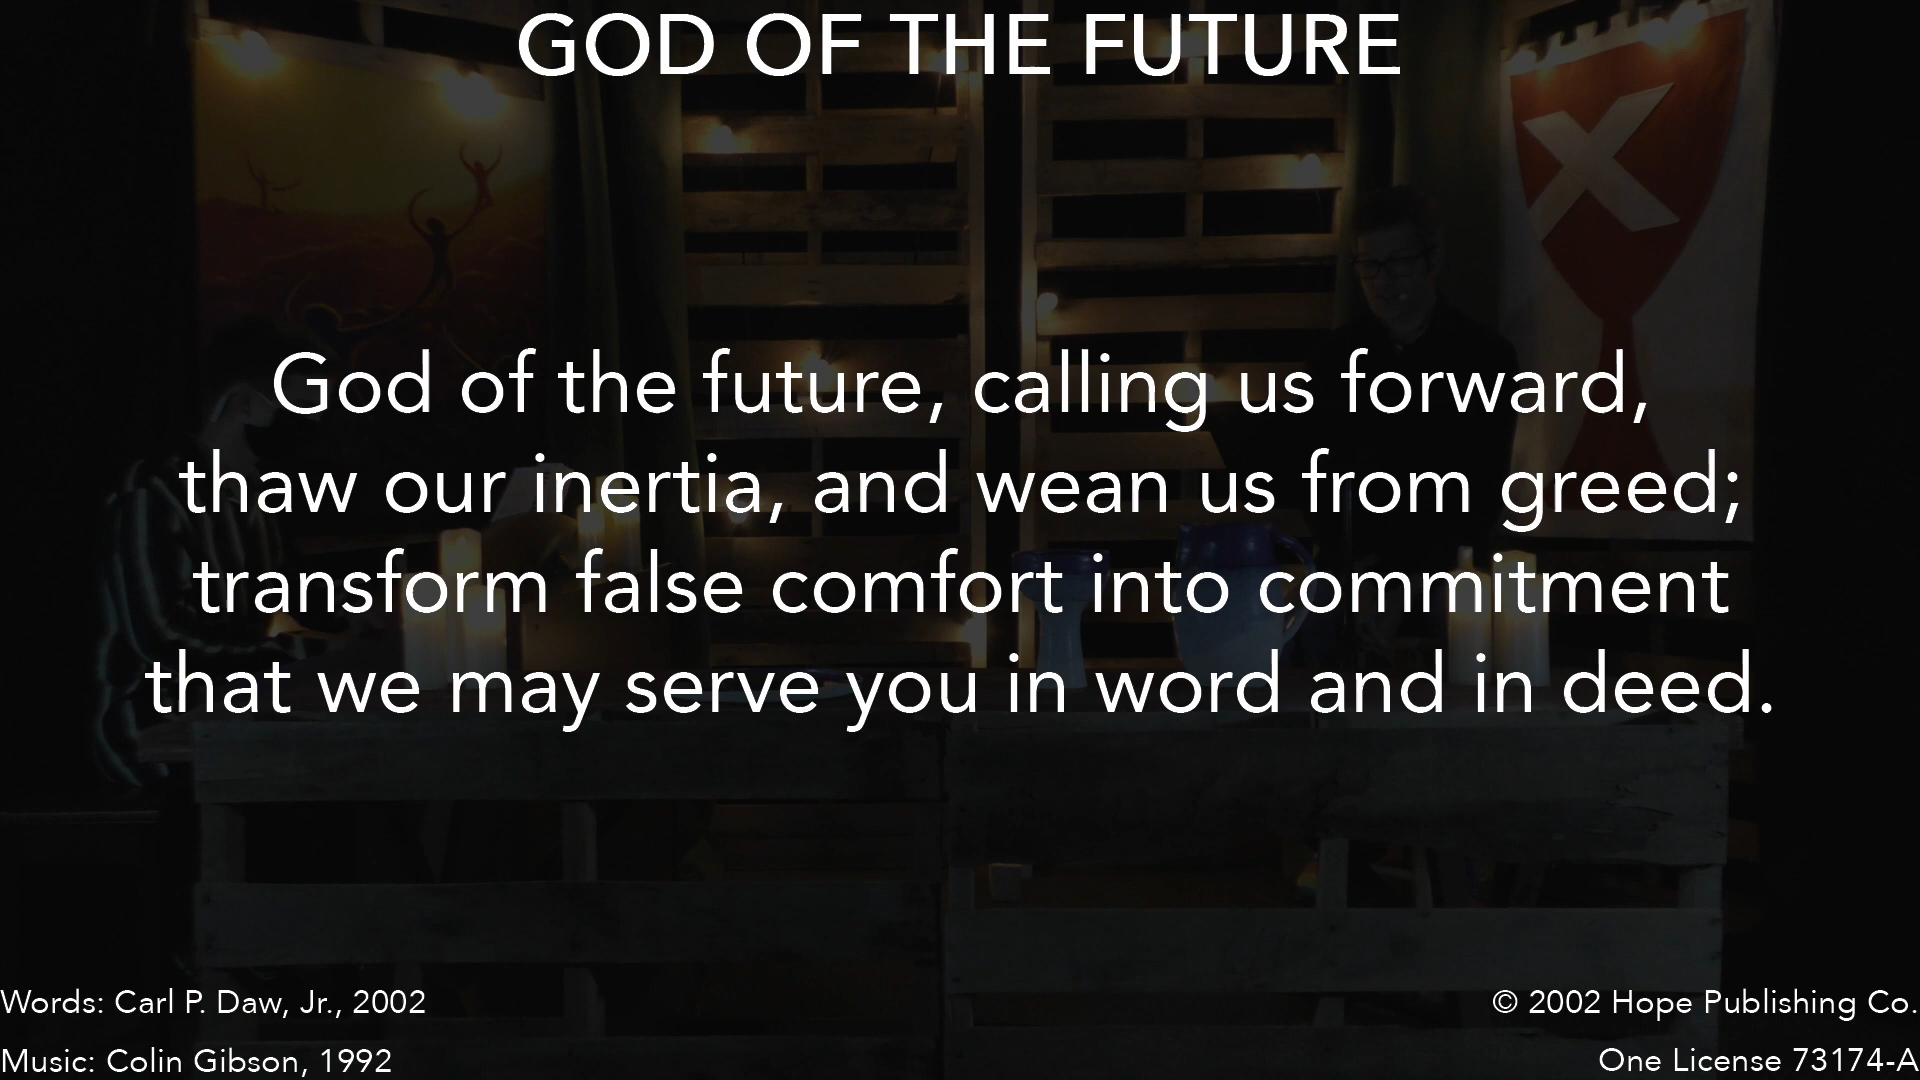 GOD OF THE FUTURE
God of the future, calling us forward,
thaw our inertia, and wean us from greed;
transform false comfort into commitment
that we may serve you in word and in deed.
Words: Carl P. Daw, Jr., 2002
Music: Colin Gibson, 1992
© 2002 Hope Publishing Co.
One License 73174-A